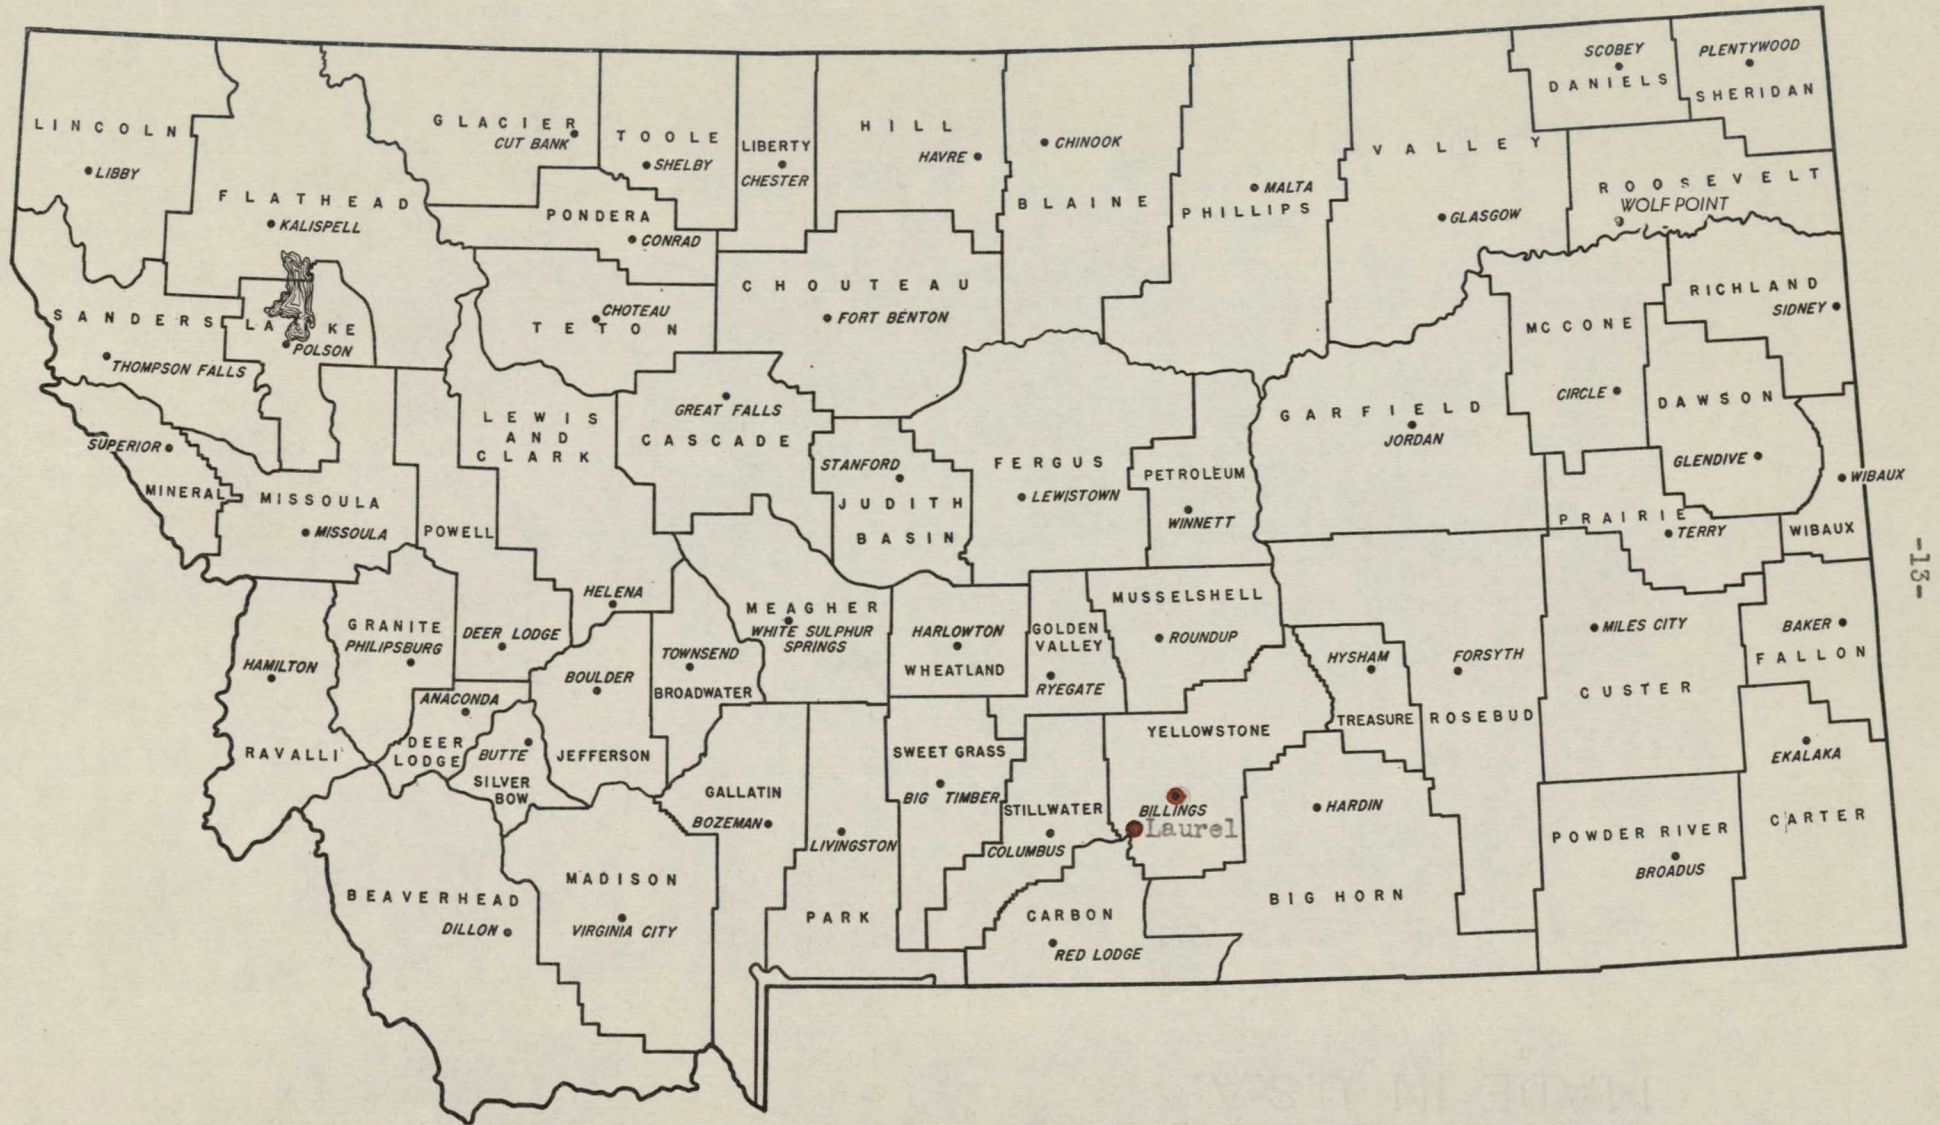 SCOBEY
DANIELS
PLENTYWOOD
SHERIDAN
LINCOLN
LIBBY
FLATHEAD
KALISPELL
GLACIER
CUT BANK
TOOLE
SHELBY
LIBERTY
CHESTER
HILL
HAVRE
CHINOOK
BLAINE
MALTA
PHILLIPS
VALLEY
GLASGOW
ROOSEVELT
WOLF POINT
PONDERA
CONRAD
SANDERS
THOMPSON FALLS
LAKE
POLSON
CHOTEAU
TETON
CHOUTEAU
FORT BENTON
MCCONE
CIRCLE
RICHLAND
SIDNEY
SUPERIOR
MINERAL
MISSOULA
MISSOULA
POWELL
LEWIS
AND
CLARK
HELENA
GREAT FALLS
CASCADE
STANFORD
JUDITH
BASIN
FERGUS
LEWISTOWN
PETROLEUM
WINNETT
GARFIELD
JORDAN
DAWSON
GLENDIVE
WIBAUX
WIBAUX
PRAIRIE
TERRY
-13-
HAMILTON
RAVALLI
GRANITE
PHILIPSBURG
DEER LODGE
ANACONDA
DEER
LODGE
BUTTE
SILVER
BOW
BOULDER
JEFFERSON
TOWNSEND
BROADWATER
MEAGHER
WHITE SULPHUR
SPRINGS
HARLOWTON
WHEATLAND
GOLDEN
VALLEY
RYEGATE
MUSSELSHELL
ROUNDUP
HYSHAM
TREASURE
FORSYTH
ROSEBUD
MILES CITY
CUSTER
BAKER
FALLON
BEAVERHEAD
DILLON
MADISON
VIRGINIA CITY
GALLATIN
BOZEMAN
LIVINGSTON
PARK
SWEET GRASS
BIG TIMBER
STILLWATER
COLUMBUS
YELLOWSTONE
BILLINGS
Laurel
CARBON
RED LODGE
HARDIN
BIG HORN
POWDER RIVER
BROADUS
EKALAKA
CARTER